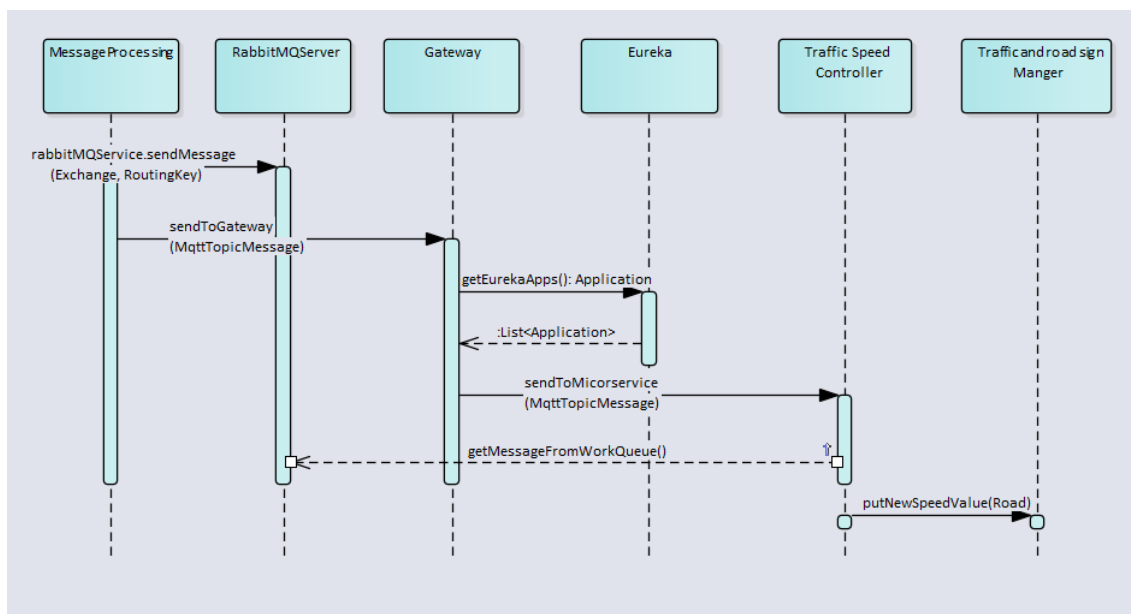 MessageProcessing
RabbitMQServer
Gateway
Eureka
Traffic Speed
Controller
Trafficand road sign
Manger
rabbitMQService.sendMessage
(Exchange, RoutingKey)
sendToGateway
(MqttTopicMessage)
getEurekaApps(): Application
:List<Application>
sendToMicorservice
(MqttTopicMessage)
getMessageFromWorkQueue()
putNewSpeedValue(Road)